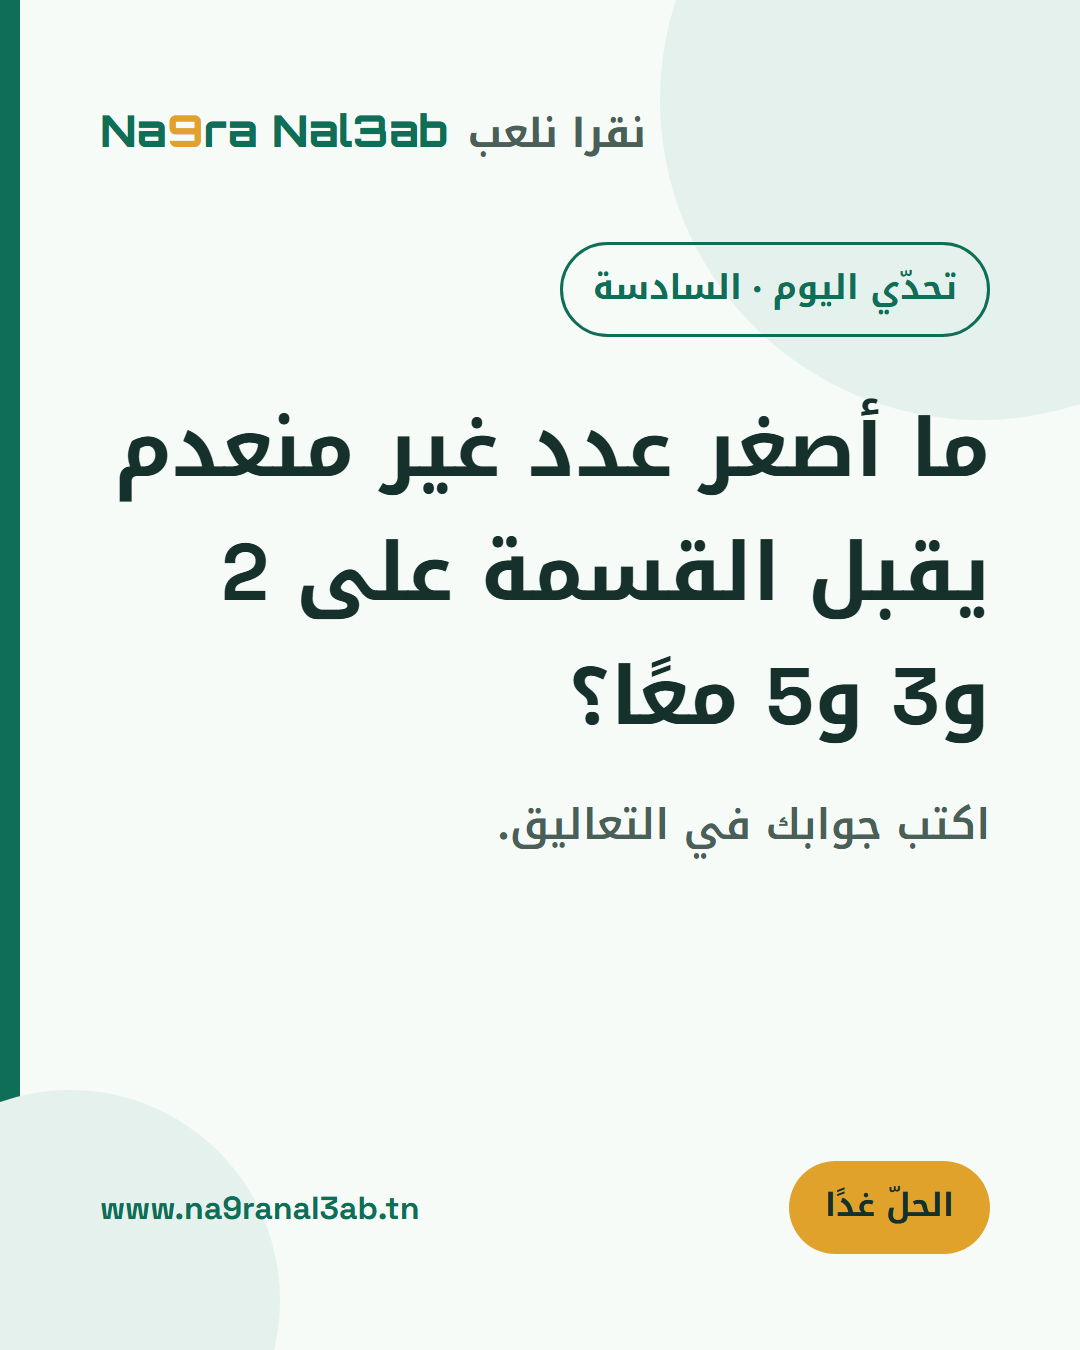 Na9ra Nal3ab نقرا نلعب
تحدّي اليوم · السادسة
ما أصغر عدد غير منعدم
يقبل القسمة على 2
و3 و5 معًا؟
اكتب جوابك في التعاليق.
الحلّ غدًا
www.na9ranal3ab.tn